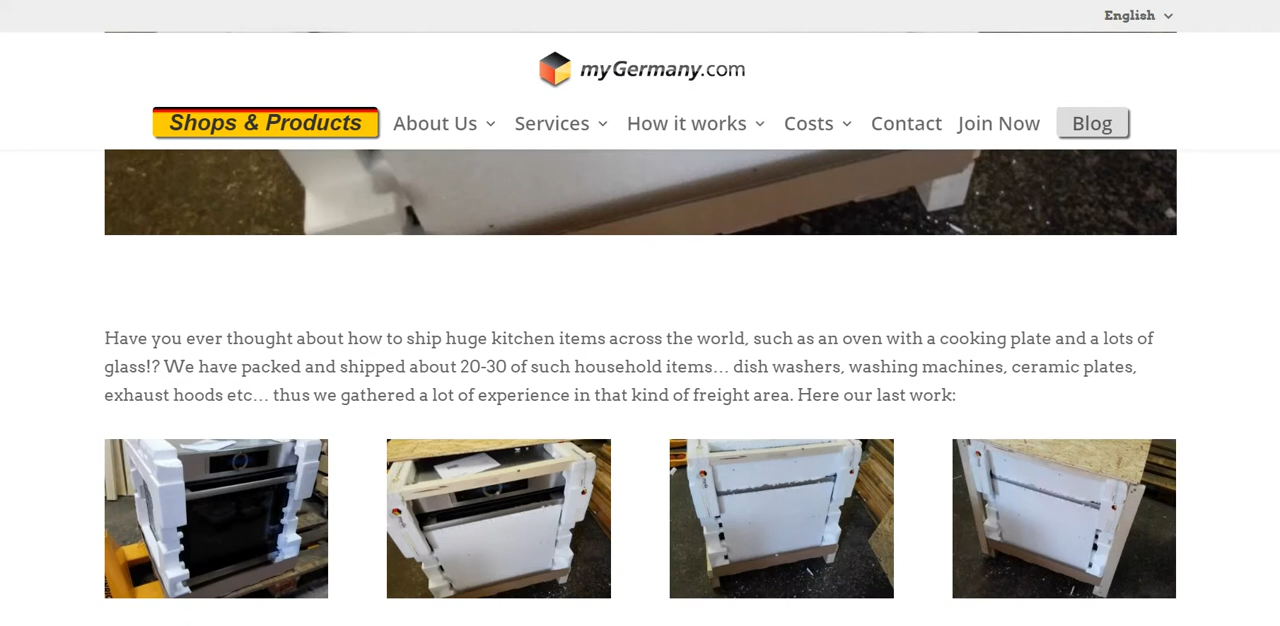 English
myGermany.com
Shops & Products
About Us
Services
How it works
Costs
Contact
Join Now
Blog
Have you ever thought about how to ship huge kitchen items across the world, such as an oven with a cooking plate and a lots of
glass!? We have packed and shipped about 20-30 of such household items… dish washers, washing machines, ceramic plates,
exhaust hoods etc… thus we gathered a lot of experience in that kind of freight area. Here our last work: